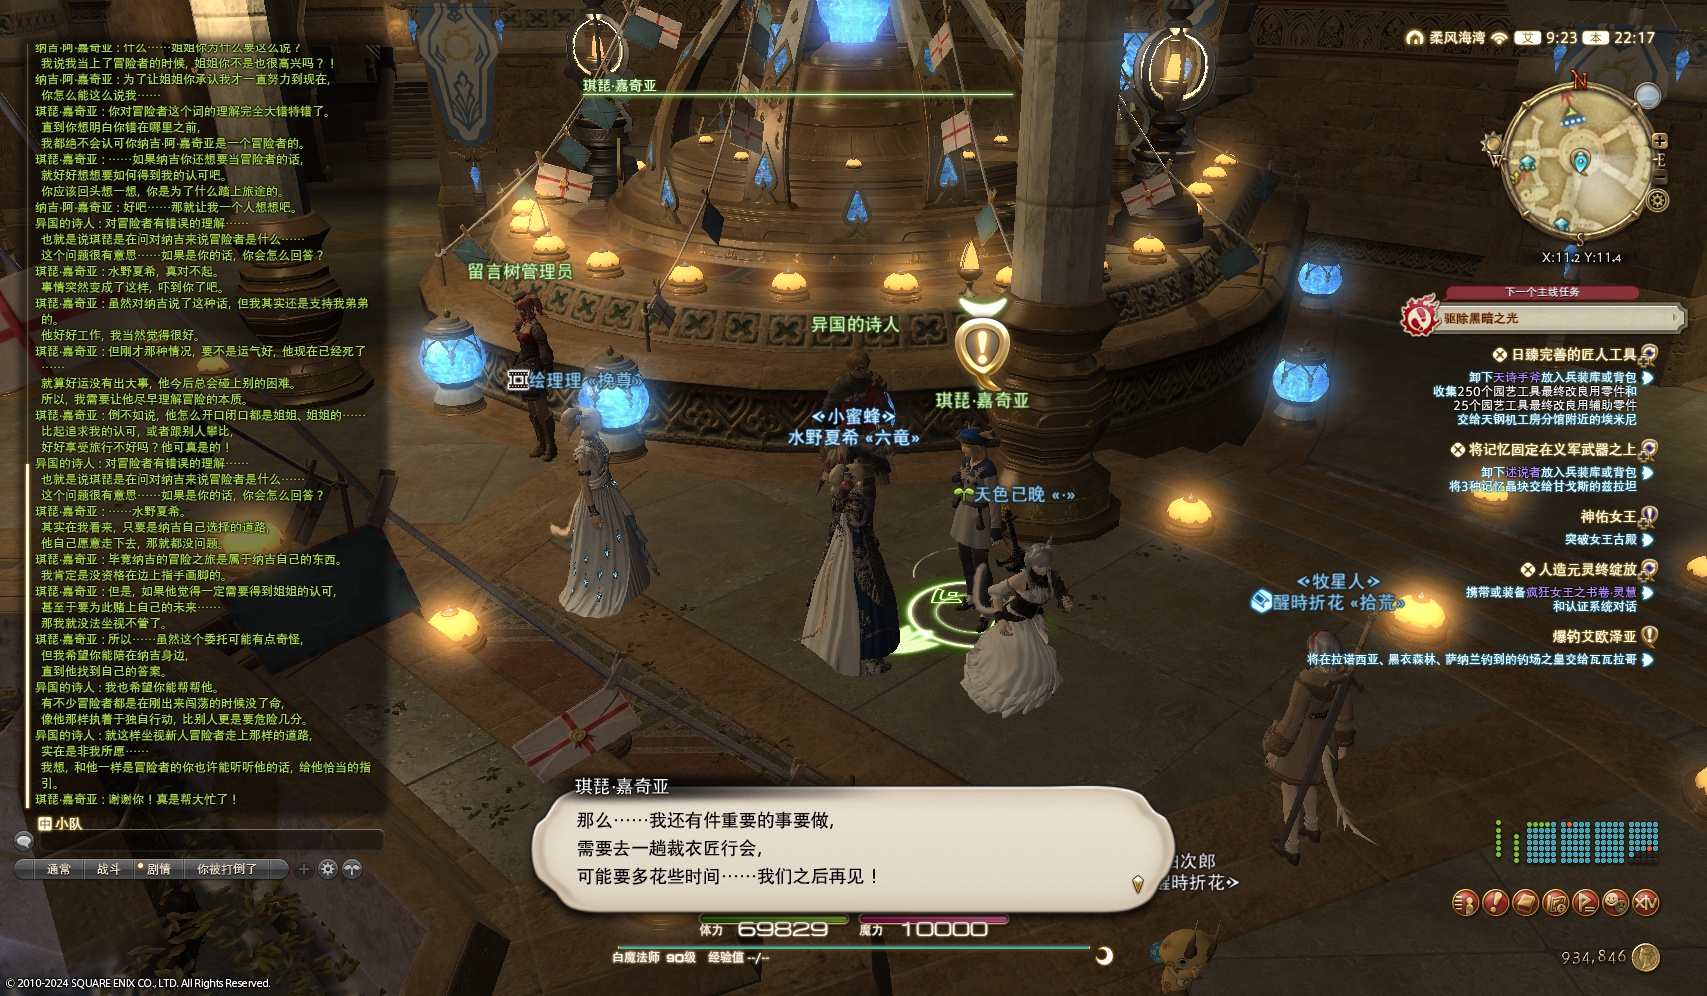 纳吉·阿·嘉奇亚：什么……姐姐你为什么要这么说？
我说我当上了冒险者的时候, 姐姐你不是也很高兴吗？！
纳吉·阿·嘉奇亚：为了让姐姐你承认我才一直努力到现在,
你怎么能这么说我……
琪琵·嘉奇亚：你对冒险者这个词的理解完全大错特错了。
直到你想明白你错在哪里之前,
我都绝不会认可你纳吉·阿·嘉奇亚是一个冒险者的。
琪琵·嘉奇亚：……如果纳吉你还想要当冒险者的话,
就好好想想要如何得到我的认可吧。
你应该回头想一想, 你是为了什么踏上旅途的。
纳吉·阿·嘉奇亚：好吧……那就让我一个人想想吧。
异国的诗人：对冒险者有错误的理解……
也就是说琪琵是在问对纳吉来说冒险者是什么……
这个问题很有意思……如果是你的话, 你会怎么回答？
琪琵·嘉奇亚：水野夏希, 真对不起。
事情突然变成了这样, 吓到你了吧。
琪琵·嘉奇亚：虽然对纳吉说了这种话, 但我其实还是支持我弟弟
的。
他好好工作, 我当然觉得很好。
琪琵·嘉奇亚：但刚才那种情况, 要不是运气好, 他现在已经死了
……
就算好运没有出大事, 他今后总会碰上别的困难。
所以, 我需要让他尽早理解冒险的本质。
琪琵·嘉奇亚：倒不如说, 他怎么开口闭口都是姐姐、姐姐的……
比起追求我的认可, 或者跟别人攀比,
好好享受旅行不好吗？他可真是的！
异国的诗人：对冒险者有错误的理解……
也就是说琪琵是在问对纳吉来说冒险者是什么……
这个问题很有意思……如果是你的话, 你会怎么回答？
琪琵·嘉奇亚：……水野夏希。
其实在我看来, 只要是纳吉自己选择的道路,
他自己愿意走下去, 那就都没问题。
琪琵·嘉奇亚：毕竟纳吉的冒险之旅是属于纳吉自己的东西。
我肯定是没资格在边上指手画脚的。
琪琵·嘉奇亚：但是, 如果他觉得一定需要得到姐姐的认可,
甚至于要为此赌上自己的未来……
那我就没法坐视不管了。
琪琵·嘉奇亚：所以……虽然这个委托可能有点奇怪,
但我希望你能陪在纳吉身边,
直到他找到自己的答案。
异国的诗人：我也希望你能帮帮他。
有不少冒险者都是在刚出来闯荡的时候没了命,
像他那样执着于独自行动, 比别人更是要危险几分。
异国的诗人：就这样坐视新人冒险者走上那样的道路,
实在是非我所愿……
我想, 和他一样是冒险者的你也许能听听他的话, 给他恰当的指
引。
琪琵·嘉奇亚：谢谢你！真是帮大忙了！
中 小队
通常 战斗 剧情 你被打倒了
琪琵·嘉奇亚
留言树管理员
异国的诗人
绘理理 «挽尊»
琪琵·嘉奇亚
<小蜜蜂>
水野夏希 «六竜»
天色已晚 «·»
<牧星人>
醒時折花 «拾荒»
次郎
醒時折花>
琪琵·嘉奇亚
那么……我还有件重要的事要做,
需要去一趟裁衣匠行会,
可能要多花些时间……我们之后再见！
体力 69829 魔力 10000
白魔法师 90级 经验值 --/--
柔风海湾 艾 9:23 本 22:17
N
W
E
S
X:11.2 Y:11.4
下一个主线任务
驱除黑暗之光
日臻完善的匠人工具
卸下天诗手斧放入兵装库或背包
收集250个园艺工具最终改良用零件和
25个园艺工具最终改良用辅助零件
交给天钢机工房分馆附近的埃米尼
将记忆固定在义军武器之上
卸下述说者放入兵装库或背包
将3种记忆晶块交给甘戈斯的兹拉坦
神佑女王
突破女王古殿
人造元灵终绽放
携带或装备疯狂女王之书卷·灵慧
和认证系统对话
爆钓艾欧泽亚
将在拉诺西亚、黑衣森林、萨纳兰钓到的钓场之皇交给瓦瓦拉哥
XIV
934,846
© 2010-2024 SQUARE ENIX CO., LTD. All Rights Reserved.